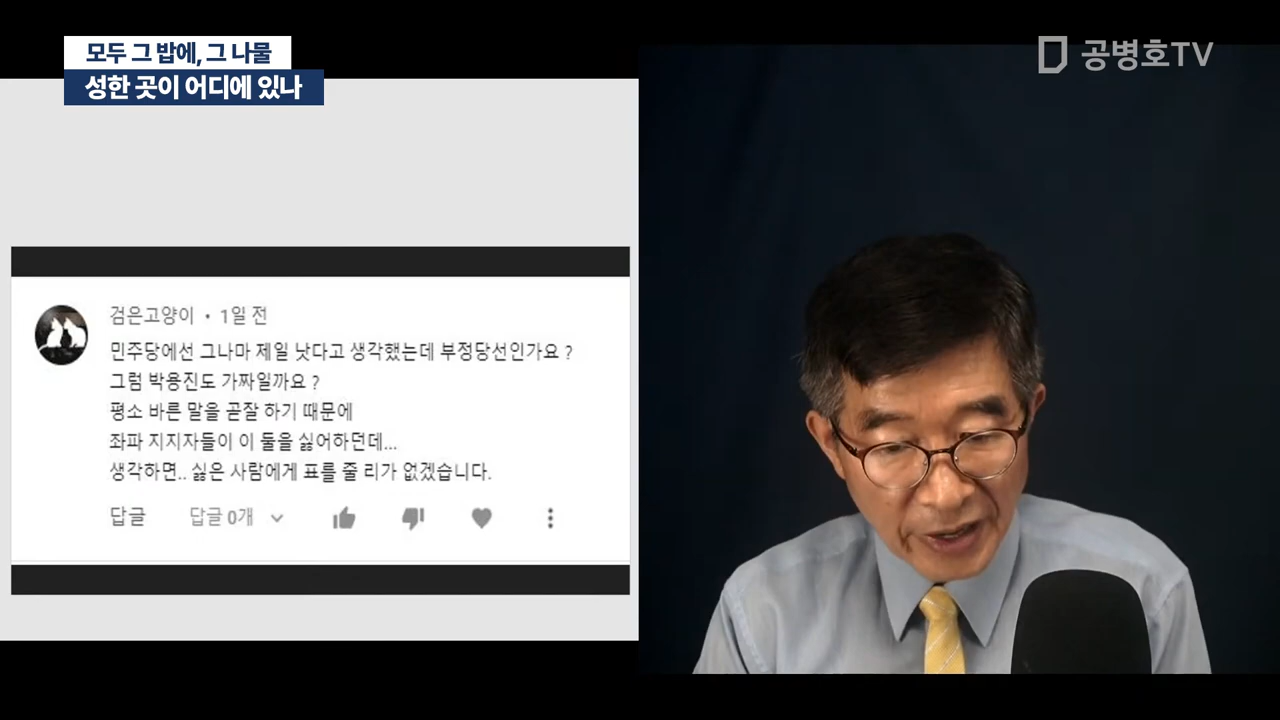 모두 그 밥에, 그 나물
성한 곳이 어디에 있나
공병호TV
검은고양이 • 1일 전
민주당에선 그나마 제일 낫다고 생각했는데 부정당선인가요 ?
그럼 박용진도 가짜일까요 ?
평소 바른 말을 곧잘 하기 때문에
좌파 지지자들이 이 둘을 싫어하던데...
생각하면.. 싫은 사람에게 표를 줄 리가 없겠습니다.
답글 답글 0개